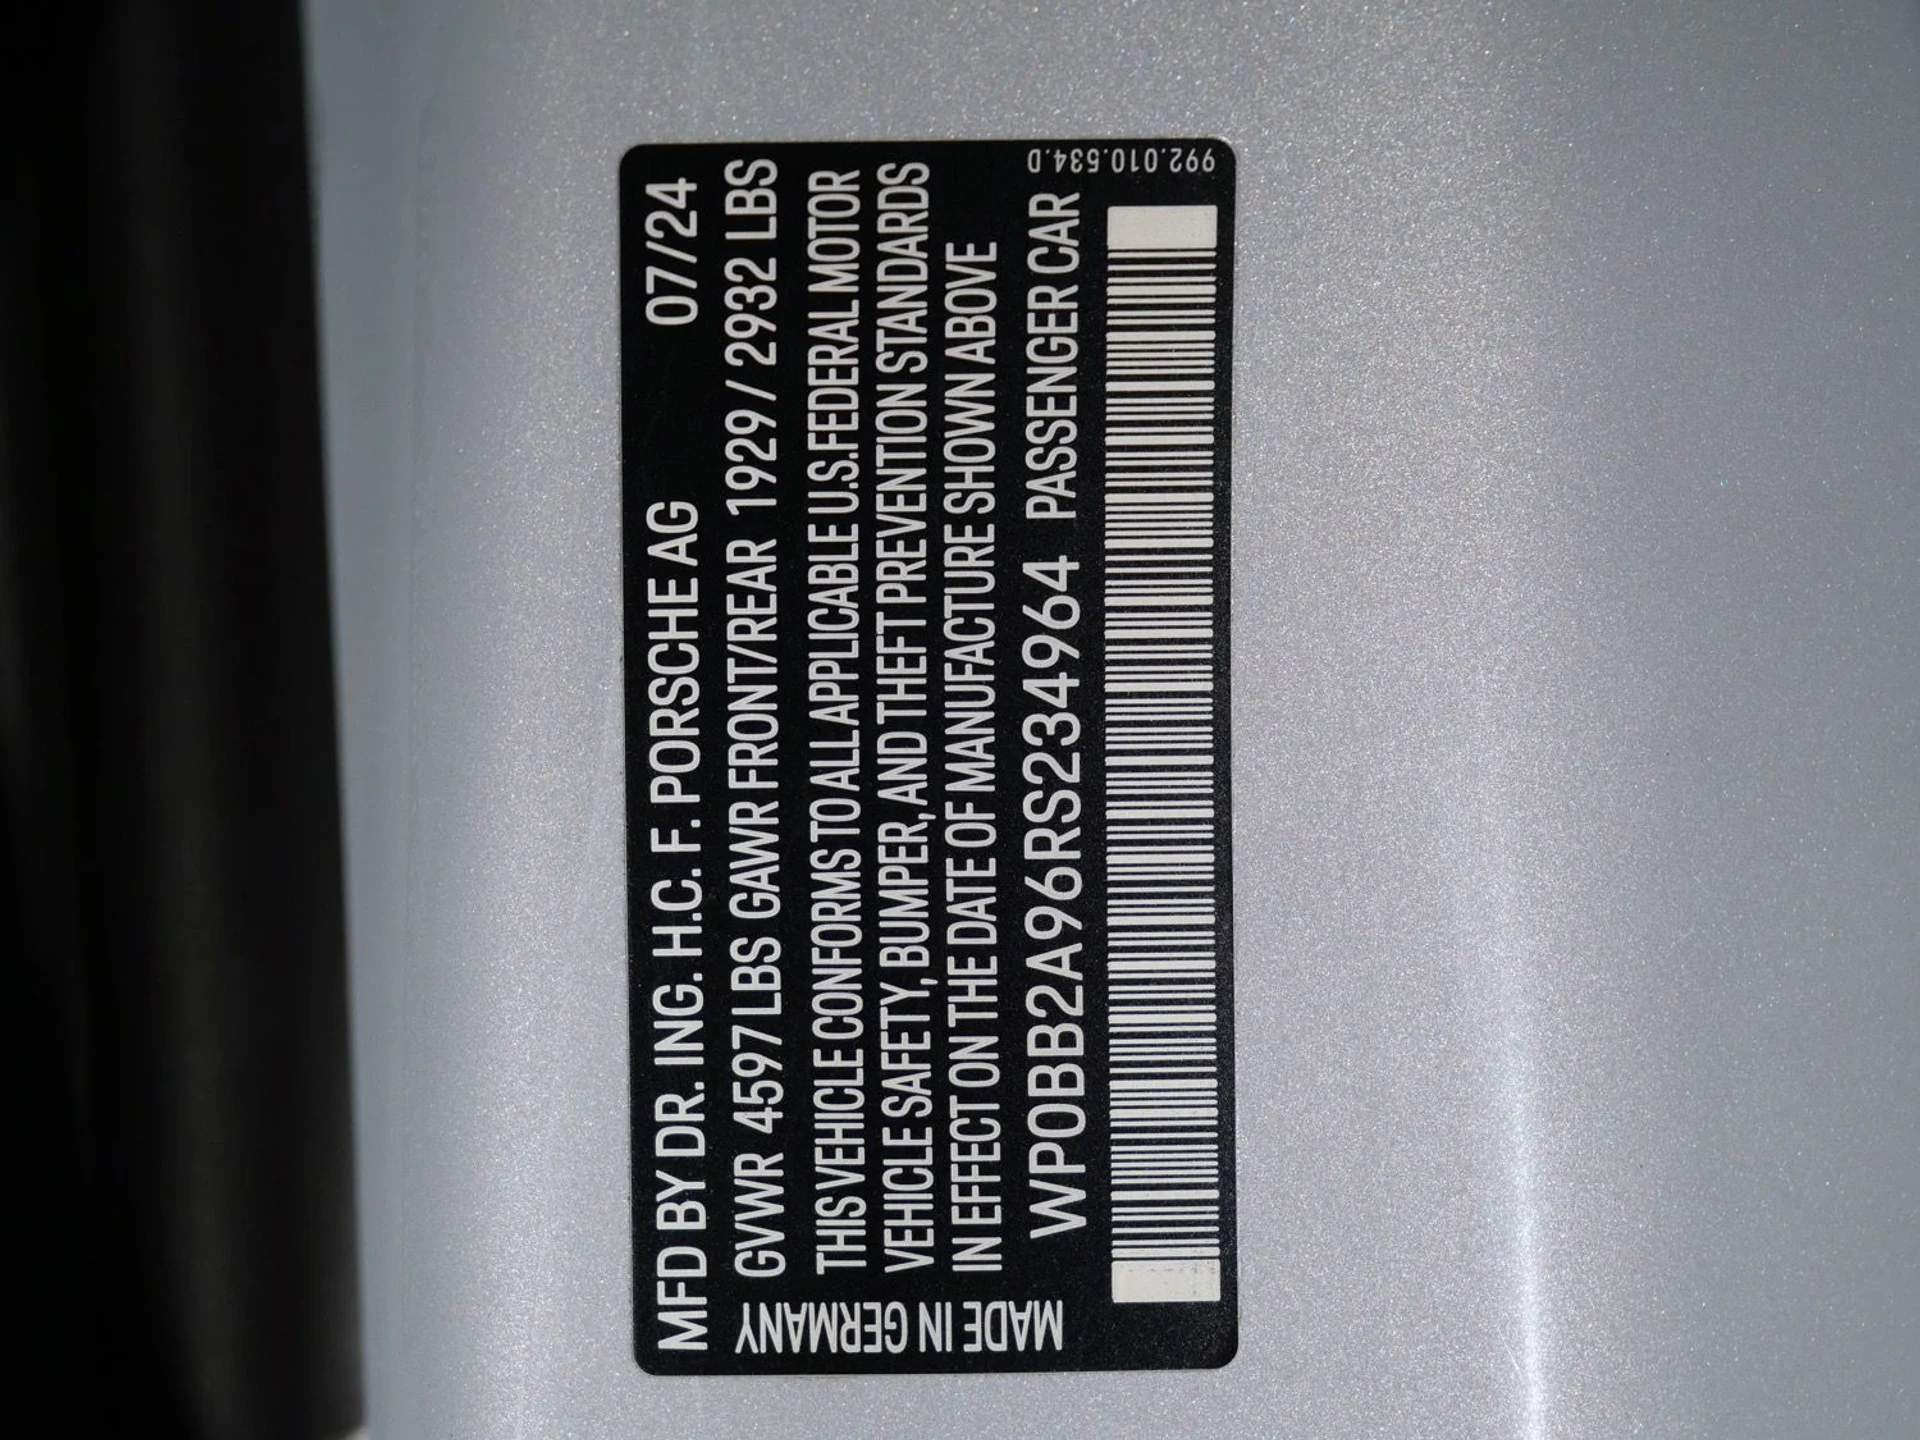 MFD BY DR. ING. H.C. F. PORSCHE AG 07/24
GVWR 4597 LBS GAWR FRONT/REAR 1929 / 2932 LBS
THIS VEHICLE CONFORMS TO ALL APPLICABLE U.S. FEDERAL MOTOR
VEHICLE SAFETY, BUMPER, AND THEFT PREVENTION STANDARDS
IN EFFECT ON THE DATE OF MANUFACTURE SHOWN ABOVE
WP0BB2A96RS234964 PASSENGER CAR
MADE IN GERMANY
992.010.534.D